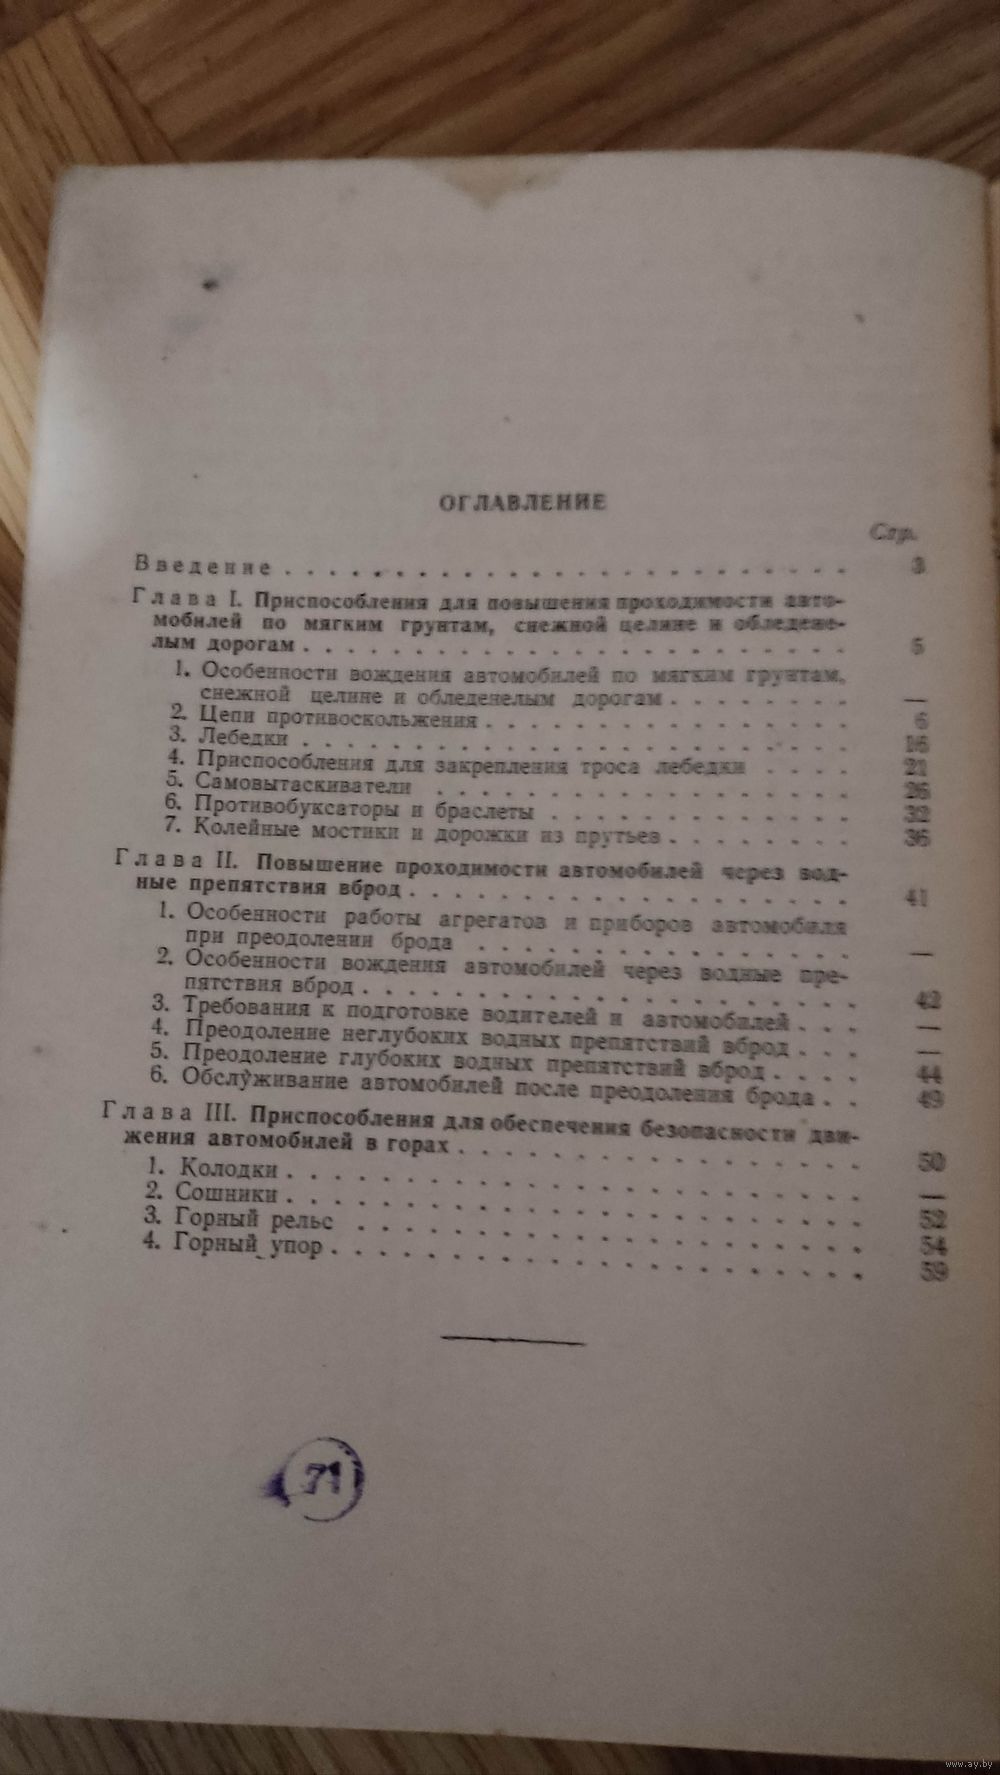 ОГЛАВЛЕНИЕ
Стр.
Введение . . . . . . . . . . . . . . . . . . . . . . . . . 3
Глава I. Приспособления для повышения проходимости авто-
мобилей по мягким грунтам, снежной целине и обледене-
лым дорогам . . . . . . . . . . . . . . . . . . . . . . . 5
1. Особенности вождения автомобилей по мягким грунтам,
снежной целине и обледенелым дорогам . . . . . . . . —
2. Цепи противоскольжения . . . . . . . . . . . . . . . . 6
3. Лебедки . . . . . . . . . . . . . . . . . . . . . . . . 16
4. Приспособления для закрепления троса лебедки . . . . 21
5. Самовытаскиватели . . . . . . . . . . . . . . . . . . 26
6. Противобуксаторы и браслеты . . . . . . . . . . . . . 32
7. Колейные мостики и дорожки из прутьев . . . . . . . . 36
Глава II. Повышение проходимости автомобилей через вод-
ные препятствия вброд . . . . . . . . . . . . . . . . . . 41
1. Особенности работы агрегатов и приборов автомобиля
при преодолении брода . . . . . . . . . . . . . . . . —
2. Особенности вождения автомобилей через водные пре-
пятствия вброд . . . . . . . . . . . . . . . . . . . . 42
3. Требования к подготовке водителей и автомобилей . . . —
4. Преодоление неглубоких водных препятствий вброд . . . —
5. Преодоление глубоких водных препятствий вброд . . . . 44
6. Обслуживание автомобилей после преодоления брода . . 49
Глава III. Приспособления для обеспечения безопасности дви-
жения автомобилей в горах . . . . . . . . . . . . . . . . 50
1. Колодки . . . . . . . . . . . . . . . . . . . . . . . . —
2. Сошники . . . . . . . . . . . . . . . . . . . . . . . . 52
3. Горный рельс . . . . . . . . . . . . . . . . . . . . . 54
4. Горный упор . . . . . . . . . . . . . . . . . . . . . . 59
71
www.ay.by